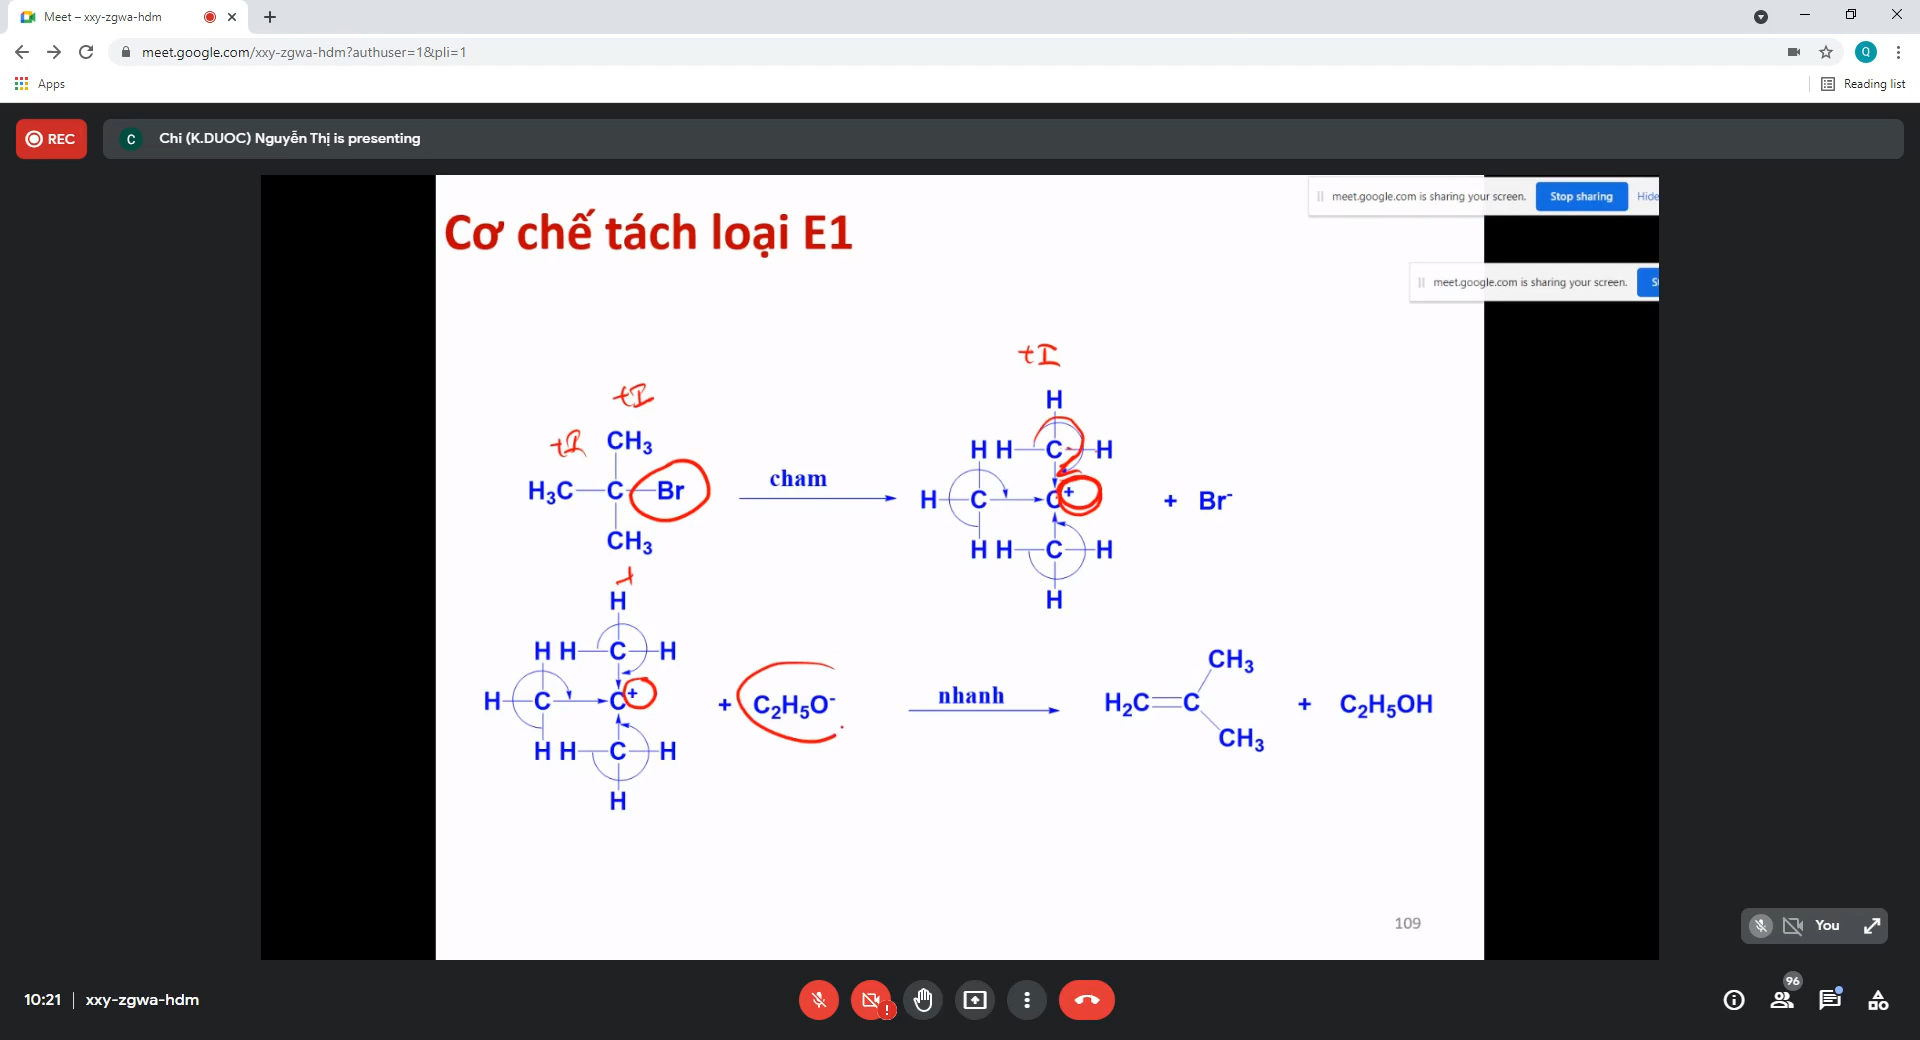 Meet – xxy-zgwa-hdm
meet.google.com/xxy-zgwa-hdm?authuser=1&pli=1
Q
Apps
Reading list
REC
C
Chi (K.DUOC) Nguyễn Thị is presenting
meet.google.com is sharing your screen. Stop sharing Hide
Cơ chế tách loại E1
meet.google.com is sharing your screen. S
+I
+I
H
+I CH3
H H C H
H3C C Br
cham
H C C+
+ Br-
CH3
H H C H
+
H
H
H H C H
CH3
H C C+ + C2H5O-
nhanh
H2C C + C2H5OH
CH3
H H C H
H
109
You
10:21 | xxy-zgwa-hdm
96